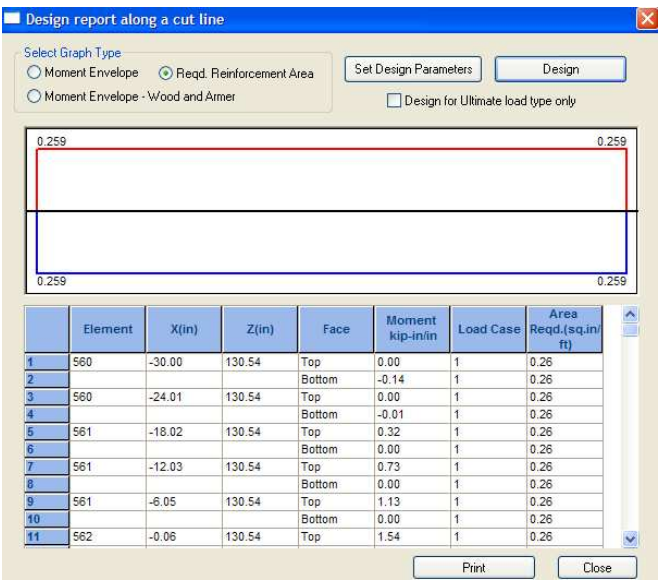 Design report along a cut line
Select Graph Type
Moment Envelope Reqd. Reinforcement Area
Moment Envelope - Wood and Armer
Set Design Parameters Design
Design for Ultimate load type only
0.259 0.259
0.259 0.259
Element X(in) Z(in) Face Moment kip-in/in Load Case Area Reqd.(sq.in/ft)
1 560 -30.00 130.54 Top 0.00 1 0.26
2 Bottom -0.14 1 0.26
3 560 -24.01 130.54 Top 0.00 1 0.26
4 Bottom -0.01 1 0.26
5 561 -18.02 130.54 Top 0.32 1 0.26
6 Bottom 0.00 1 0.26
7 561 -12.03 130.54 Top 0.73 1 0.26
8 Bottom 0.00 1 0.26
9 561 -6.05 130.54 Top 1.13 1 0.26
10 Bottom 0.00 1 0.26
11 562 -0.06 130.54 Top 1.54 1 0.26
Print Close